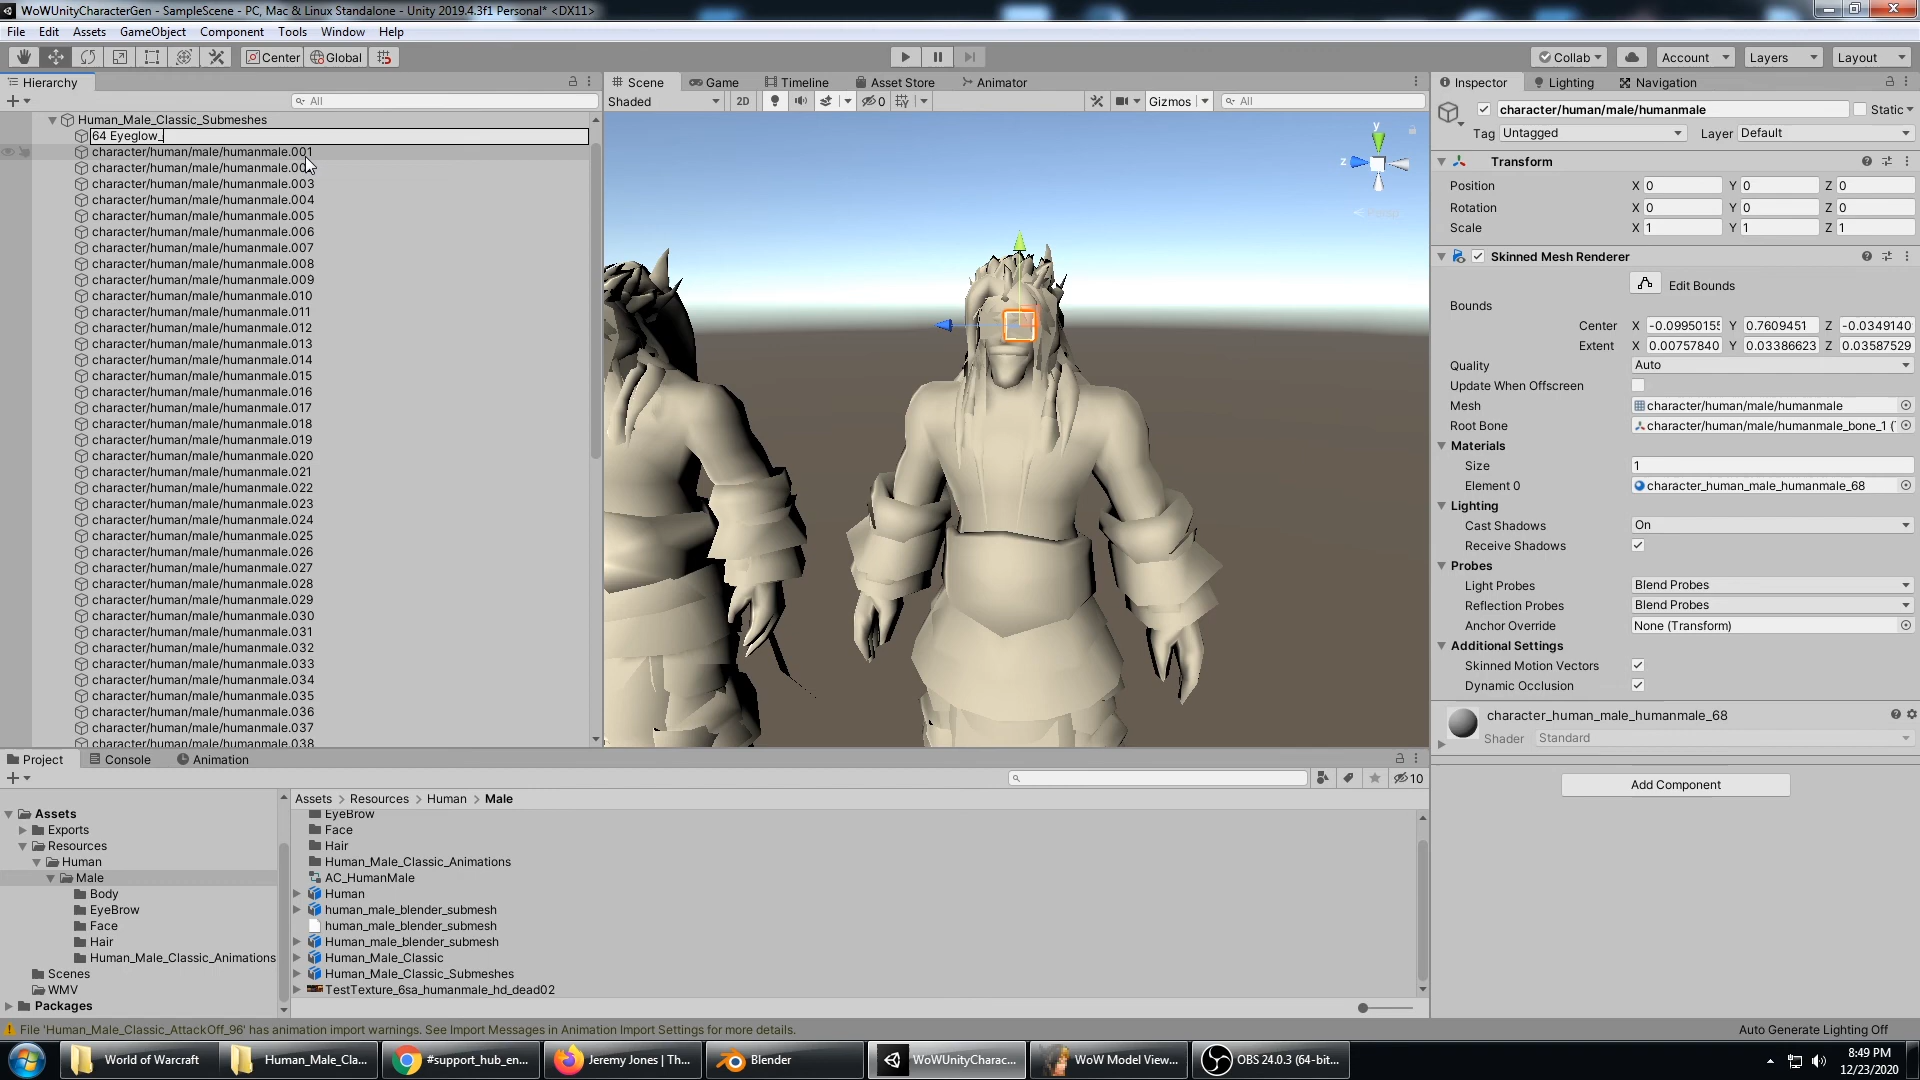 WoWUnityCharacterGen - SampleScene - PC, Mac & Linux Standalone - Unity 2019.4.3f1 Personal* <DX11>
File Edit Assets GameObject Component Tools Window Help
Center Global Collab Account Layers Layout
Hierarchy
All
Human_Male_Classic_Submeshes
64 Eyeglow_
character/human/male/humanmale.001
character/human/male/humanmale.00
character/human/male/humanmale.003
character/human/male/humanmale.004
character/human/male/humanmale.005
character/human/male/humanmale.006
character/human/male/humanmale.007
character/human/male/humanmale.008
character/human/male/humanmale.009
character/human/male/humanmale.010
character/human/male/humanmale.011
character/human/male/humanmale.012
character/human/male/humanmale.013
character/human/male/humanmale.014
character/human/male/humanmale.015
character/human/male/humanmale.016
character/human/male/humanmale.017
character/human/male/humanmale.018
character/human/male/humanmale.019
character/human/male/humanmale.020
character/human/male/humanmale.021
character/human/male/humanmale.022
character/human/male/humanmale.023
character/human/male/humanmale.024
character/human/male/humanmale.025
character/human/male/humanmale.026
character/human/male/humanmale.027
character/human/male/humanmale.028
character/human/male/humanmale.029
character/human/male/humanmale.030
character/human/male/humanmale.031
character/human/male/humanmale.032
character/human/male/humanmale.033
character/human/male/humanmale.034
character/human/male/humanmale.035
character/human/male/humanmale.036
character/human/male/humanmale.037
character/human/male/humanmale.038
Scene Game Timeline Asset Store Animator
Shaded 2D 0 Gizmos All
y
z
Inspector Lighting Navigation
character/human/male/humanmale Static
Tag Untagged Layer Default
Transform
Position X 0 Y 0 Z 0
Rotation X 0 Y 0 Z 0
Scale X 1 Y 1 Z 1
Skinned Mesh Renderer
Edit Bounds
Bounds
Center X -0.0995015 Y 0.7609451 Z -0.0349140
Extent X 0.00757840 Y 0.03386623 Z 0.03587529
Quality Auto
Update When Offscreen
Mesh character/human/male/humanmale
Root Bone character/human/male/humanmale_bone_1 (
Materials
Size 1
Element 0 character_human_male_humanmale_68
Lighting
Cast Shadows On
Receive Shadows
Probes
Light Probes Blend Probes
Reflection Probes Blend Probes
Anchor Override None (Transform)
Additional Settings
Skinned Motion Vectors
Dynamic Occlusion
character_human_male_humanmale_68
Shader Standard
Add Component
Project Console Animation
10
Assets
Exports
Resources
Human
Male
Body
EyeBrow
Face
Hair
Human_Male_Classic_Animations
Scenes
WMV
Packages
Assets > Resources > Human > Male
EyeBrow
Face
Hair
Human_Male_Classic_Animations
AC_HumanMale
Human
human_male_blender_submesh
human_male_blender_submesh
Human_male_blender_submesh
Human_Male_Classic
Human_Male_Classic_Submeshes
TestTexture_6sa_humanmale_hd_dead02
File 'Human_Male_Classic_AttackOff_96' has animation import warnings. See Import Messages in Animation Import Settings for more details.
Auto Generate Lighting Off
World of Warcraft
Human_Male_Cla...
#support_hub_en...
Jeremy Jones | Th...
Blender
WoWUnityCharac...
WoW Model View...
OBS 24.0.3 (64-bit...
8:49 PM
12/23/2020